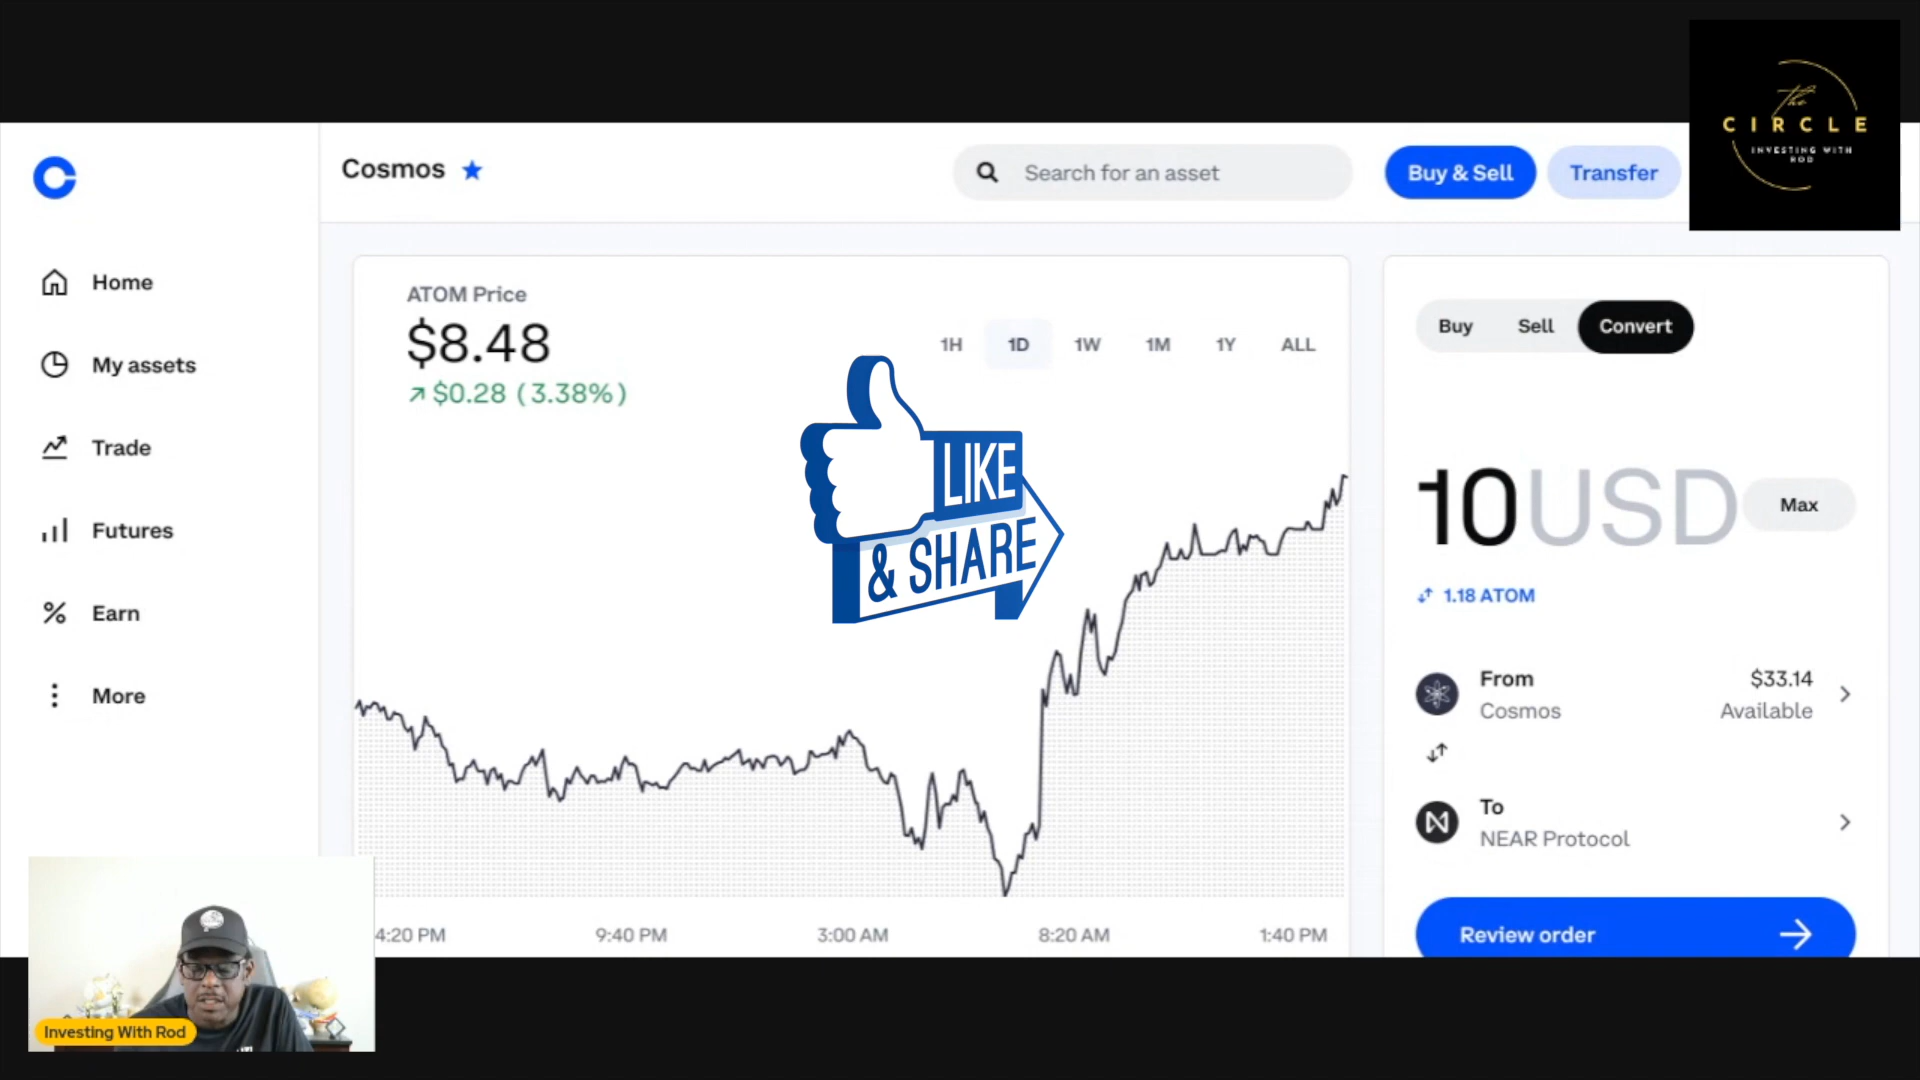 The
CIRCLE
INVESTING WITH
ROD
Cosmos
Search for an asset
Buy & Sell
Transfer
Home
My assets
Trade
Futures
Earn
More
ATOM Price
$8.48
$0.28 (3.38%)
1H 1D 1W 1M 1Y ALL
LIKE
& SHARE
4:20 PM 9:40 PM 3:00 AM 8:20 AM 1:40 PM
Buy Sell Convert
10USD
Max
1.18 ATOM
From $33.14
Cosmos Available
To
NEAR Protocol
Review order
Investing With Rod